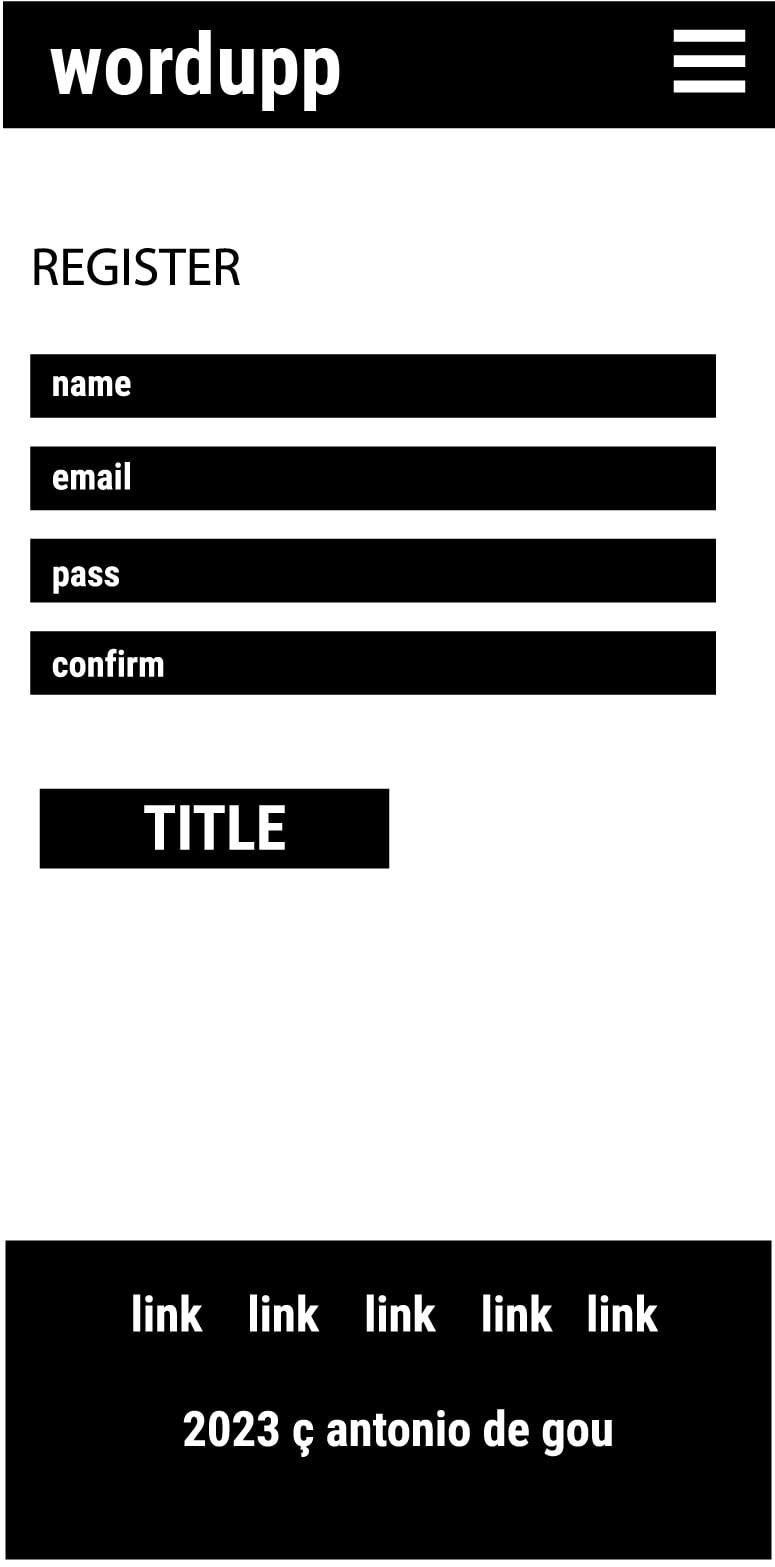 wordupp
REGISTER
name
email
pass
confirm
TITLE
link link link link link
2023 ç antonio de gou